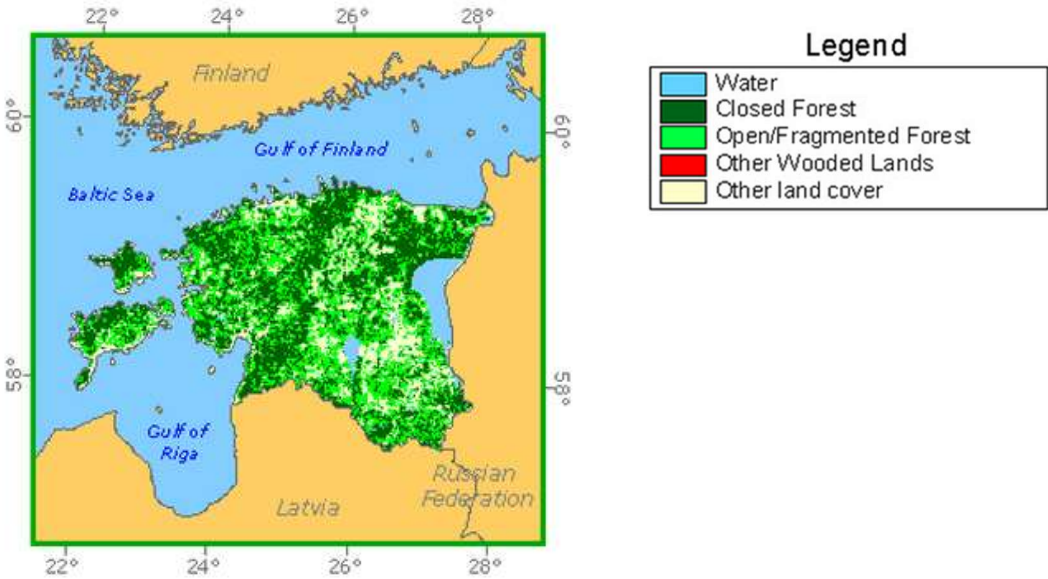 22° 24° 26° 28°
Finland
60° 60°
Gulf of Finland
Baltic Sea
58° 58°
Gulf of
Riga
Russian
Federation
Latvia
22° 24° 26° 28°
Legend
Water
Closed Forest
Open/Fragmented Forest
Other Wooded Lands
Other land cover